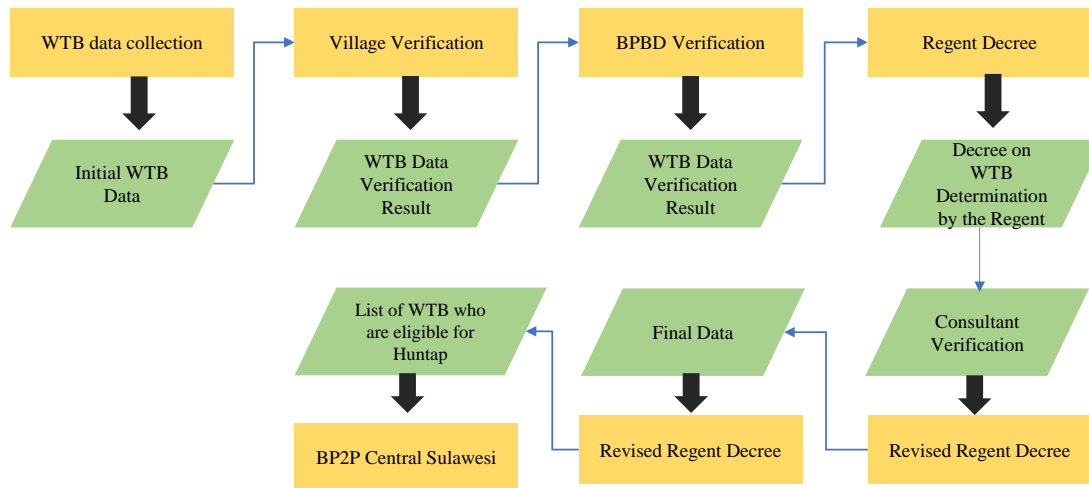 WTB data collection
Village Verification
BPBD Verification
Regent Decree
Initial WTB
Data
WTB Data
Verification
Result
WTB Data
Verification
Result
Decree on
WTB
Determination
by the Regent
List of WTB who
are eligible for
Huntap
Final Data
Consultant
Verification
BP2P Central Sulawesi
Revised Regent Decree
Revised Regent Decree